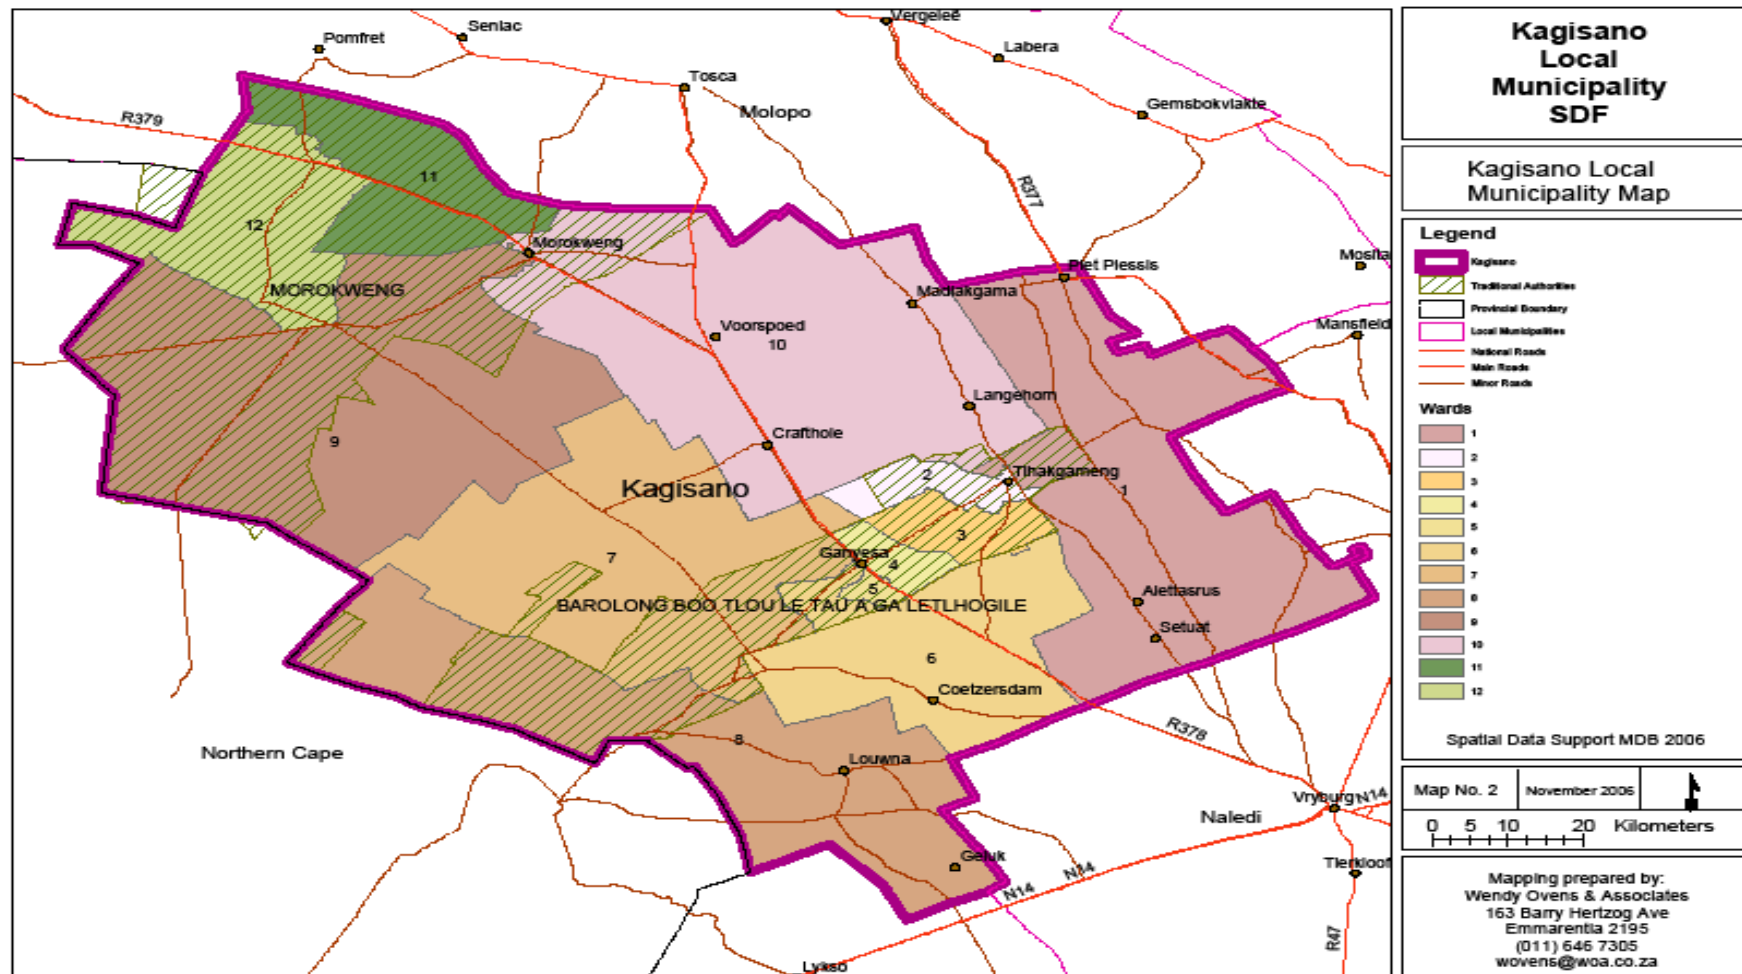 Kagisano
Local
Municipality
SDF
Kagisano Local
Municipality Map
Legend
Kagisano
Traditional Authorities
Provincial Boundary
Local Municipalities
National Roads
Main Roads
Minor Roads
Wards
1
2
3
4
5
6
7
8
9
10
11
12
Spatial Data Support MDB 2006
Map No. 2
November 2006
0 5 10 20 Kilometers
Mapping prepared by:
Wendy Ovens & Associates
163 Barry Hertzog Ave
Emmarentia 2195
(011) 646 7305
wovens@woa.co.za
Vergeleë
Senlac
Pomfret
Labera
Tosca
Molopo
Gemsbokvlakte
R379
11
R377
12
Morokweng
Mosita
Piet Plessis
MOROKWENG
Madiakgama
Voorspoed
10
Mansfield
Langehorn
Crafthole
9
Tlhakgameng
2
1
Kagisano
3
Ganyesa
7
4
5
Alettasrus
BAROLONG BOO TLOU LE TAU A GA LETLHOGILE
Setuat
6
Coetzersdam
R378
8
Northern Cape
Louwna
Vryburg
N14
Naledi
Geluk
N14
N14
Tierkloof
R47
Lykso